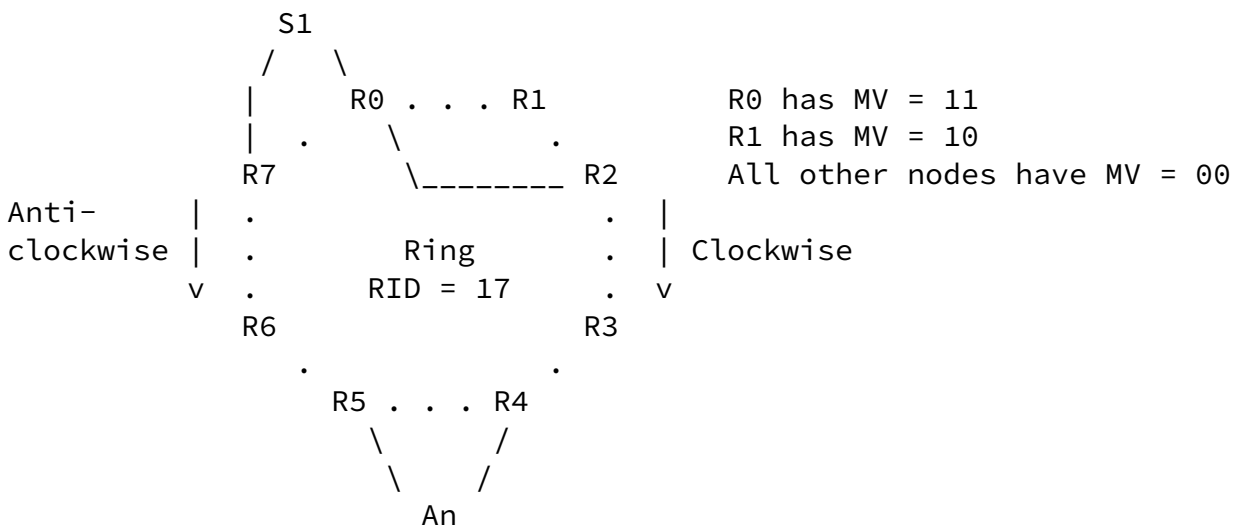 S1
R0 . . . R1 R0 has MV = 11
R1 has MV = 10
R7 R2 All other nodes have MV = 00
Anti-
clockwise Ring Clockwise
RID = 17
R6 R3
R5 . . . R4
An